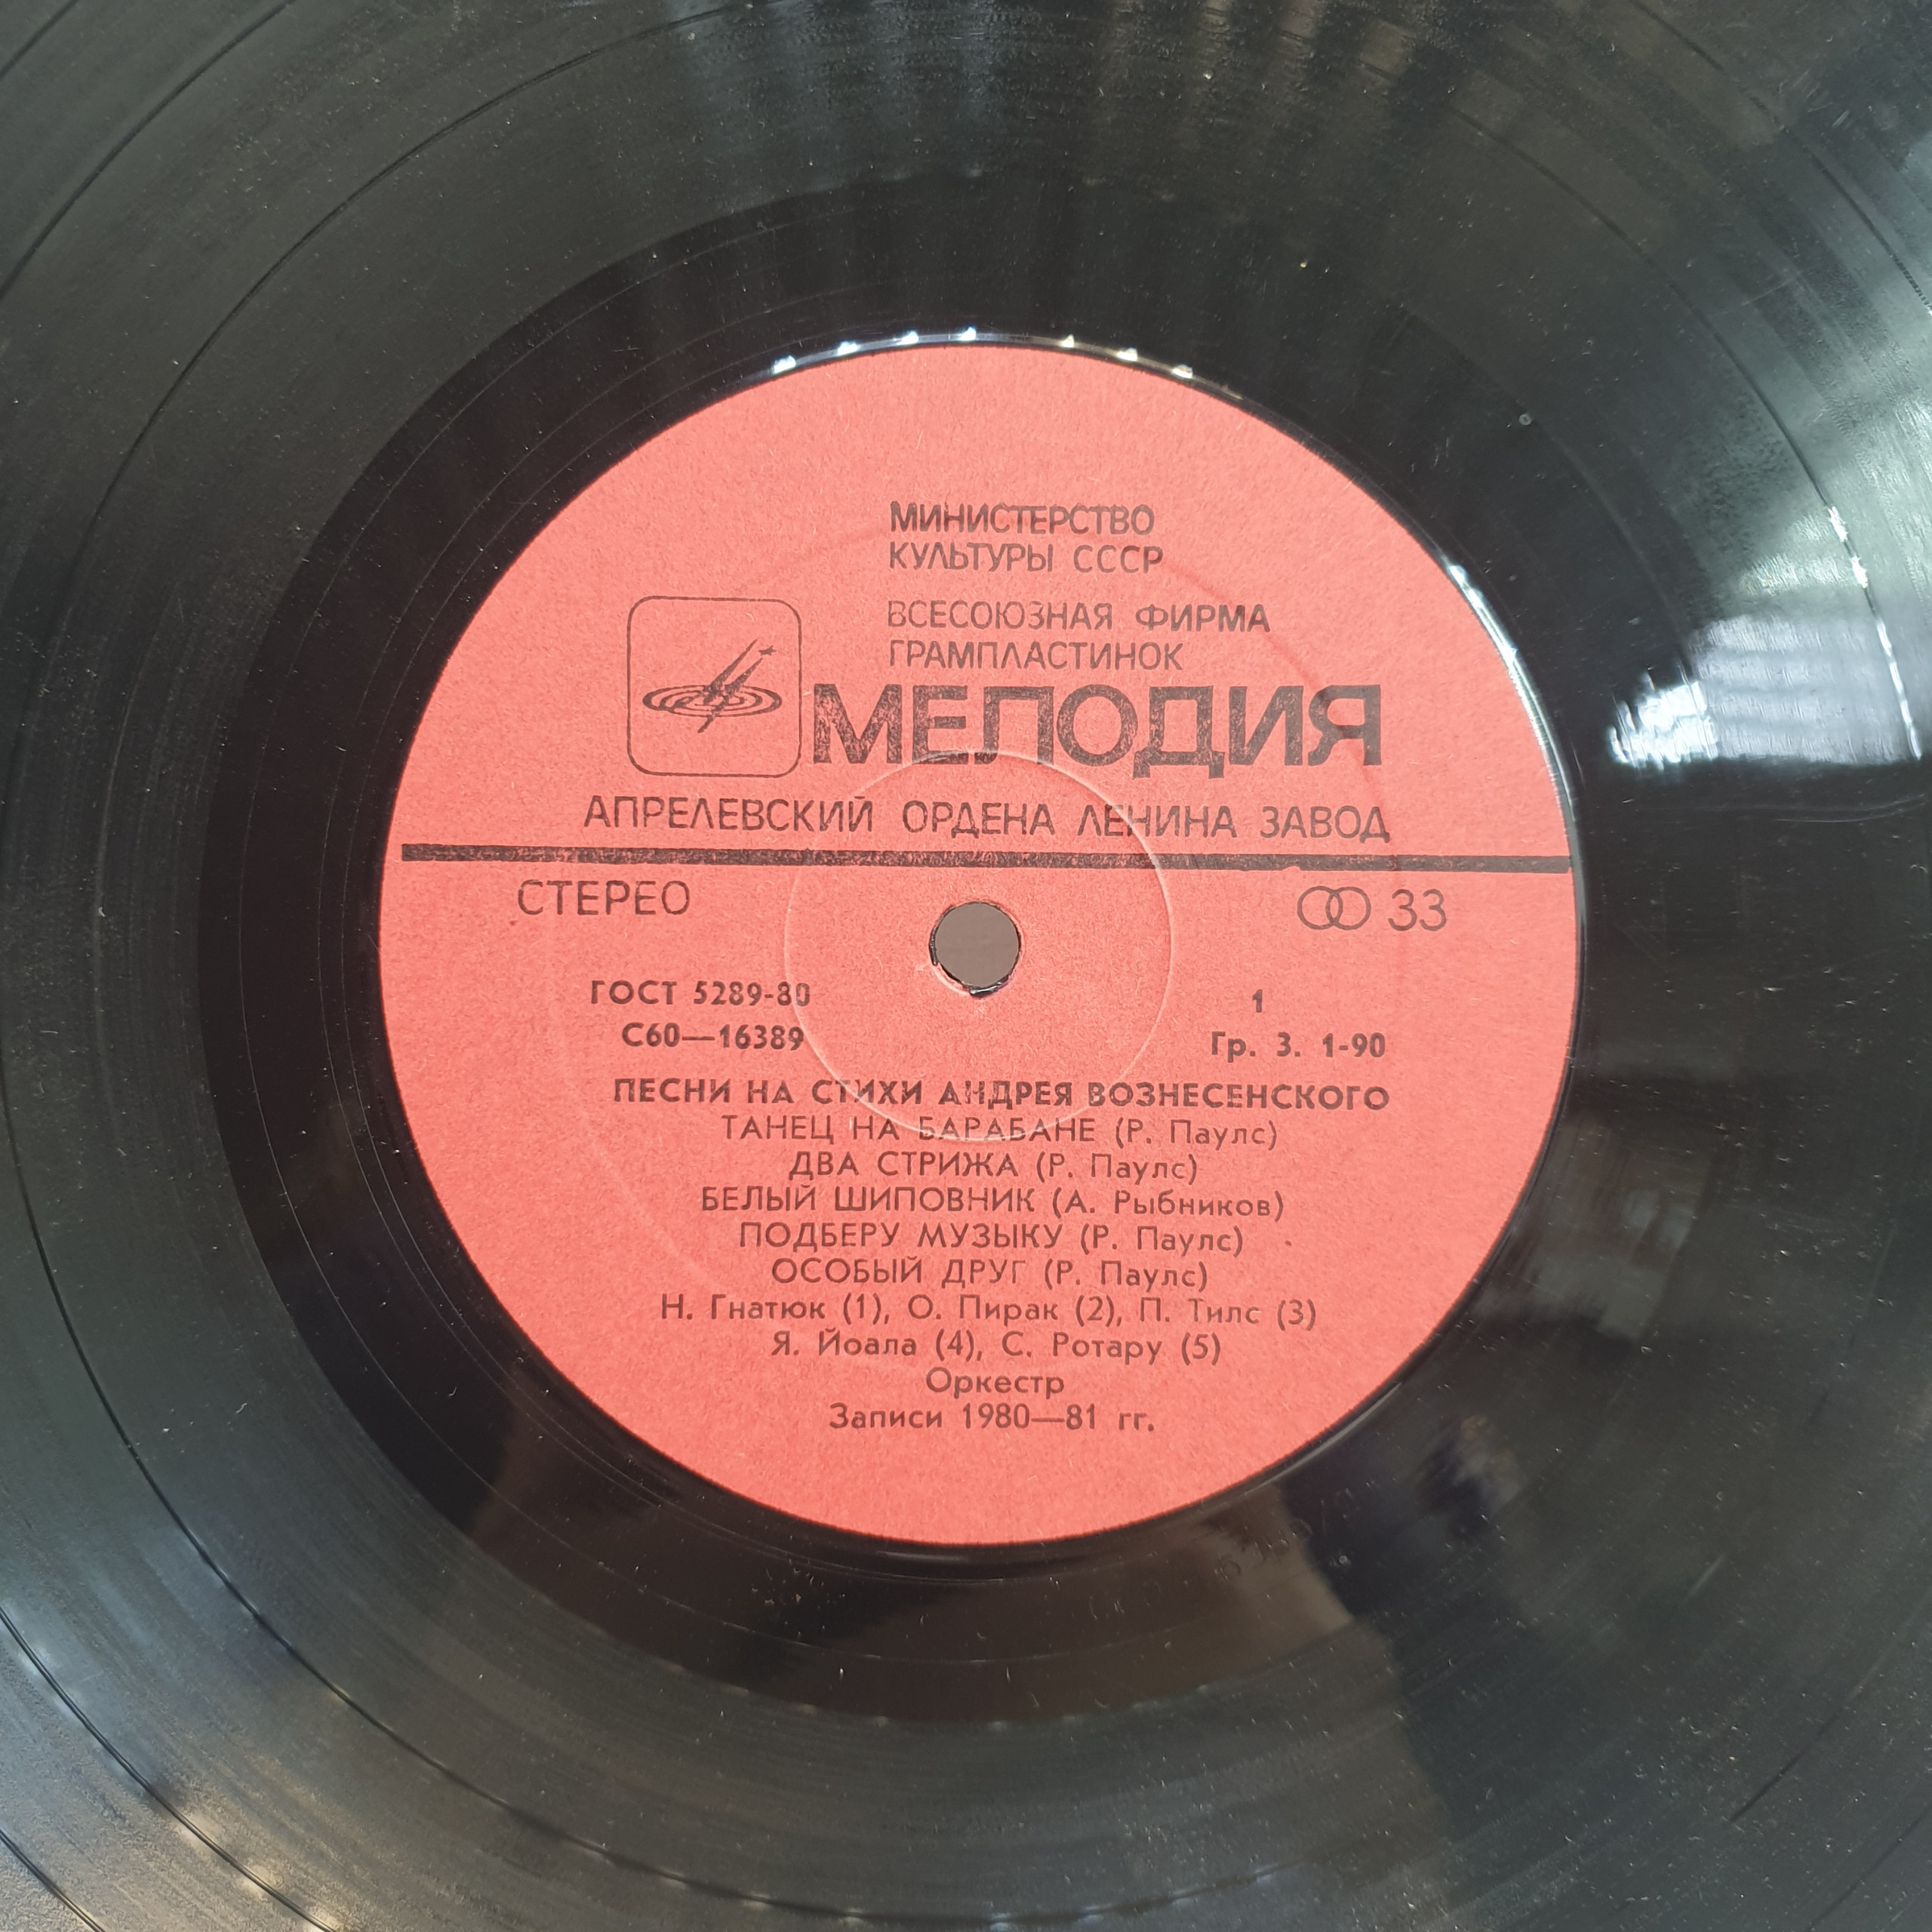 МИНИСТЕРСТВО
КУЛЬТУРЫ СССР
ВСЕСОЮЗНАЯ ФИРМА
ГРАМПЛАСТИНОК
МЕЛОДИЯ
АПРЕЛЕВСКИЙ ОРДЕНА ЛЕНИНА ЗАВОД
СТЕРЕО 33
ГОСТ 5289-80 1
С60—16389 Гр. 3. 1-90
ПЕСНИ НА СТИХИ АНДРЕЯ ВОЗНЕСЕНСКОГО
ТАНЕЦ НА БАРАБАНЕ (Р. Паулс)
ДВА СТРИЖА (Р. Паулс)
БЕЛЫЙ ШИПОВНИК (А. Рыбников)
ПОДБЕРУ МУЗЫКУ (Р. Паулс)
ОСОБЫЙ ДРУГ (Р. Паулс)
Н. Гнатюк (1), О. Пирак (2), П. Тилс (3)
Я. Йоала (4), С. Ротару (5)
Оркестр
Записи 1980—81 гг.